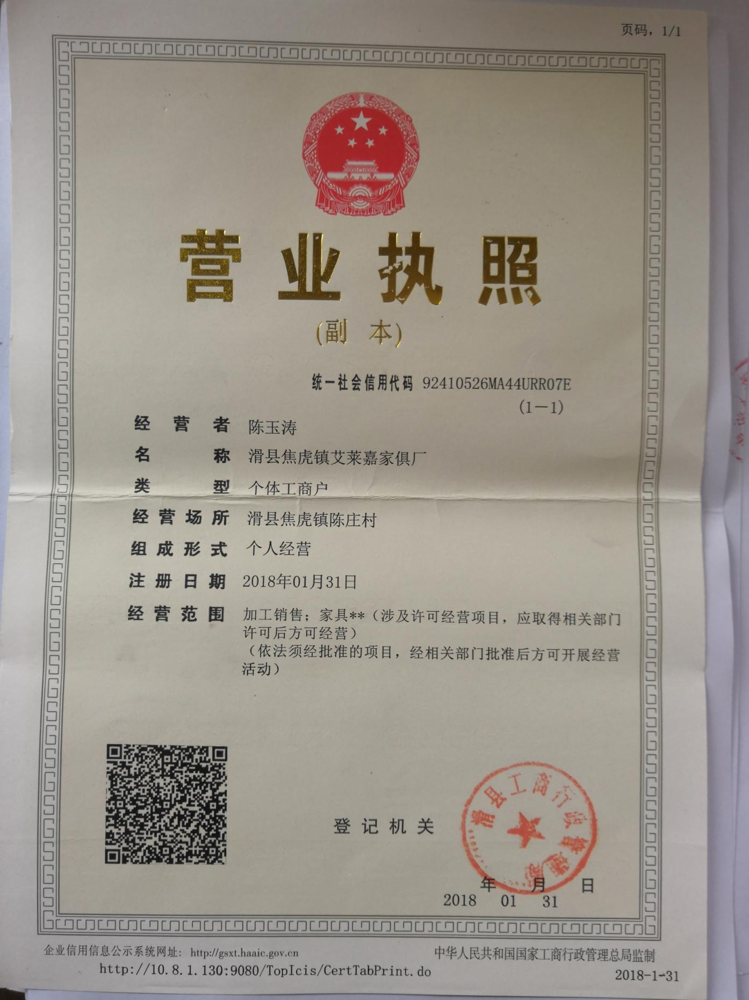 页码，1/1
营业执照
(副 本)
统一社会信用代码 92410526MA44URR07E
(1－1)
经营者 陈玉涛
名称 滑县焦虎镇艾莱嘉家俱厂
类型 个体工商户
经营场所 滑县焦虎镇陈庄村
组成形式 个人经营
注册日期 2018年01月31日
经营范围 加工销售；家具**（涉及许可经营项目，应取得相关部门
许可后方可经营）
（依法须经批准的项目，经相关部门批准后方可开展经营
活动）
滑县工商行政管理局
登记机关
年 月 日
2018 01 31
企业信用信息公示系统网址： http://gsxt.haaic.gov.cn
中华人民共和国国家工商行政管理总局监制
http://10.8.1.130:9080/TopIcis/CertTabPrint.do
2018-1-31